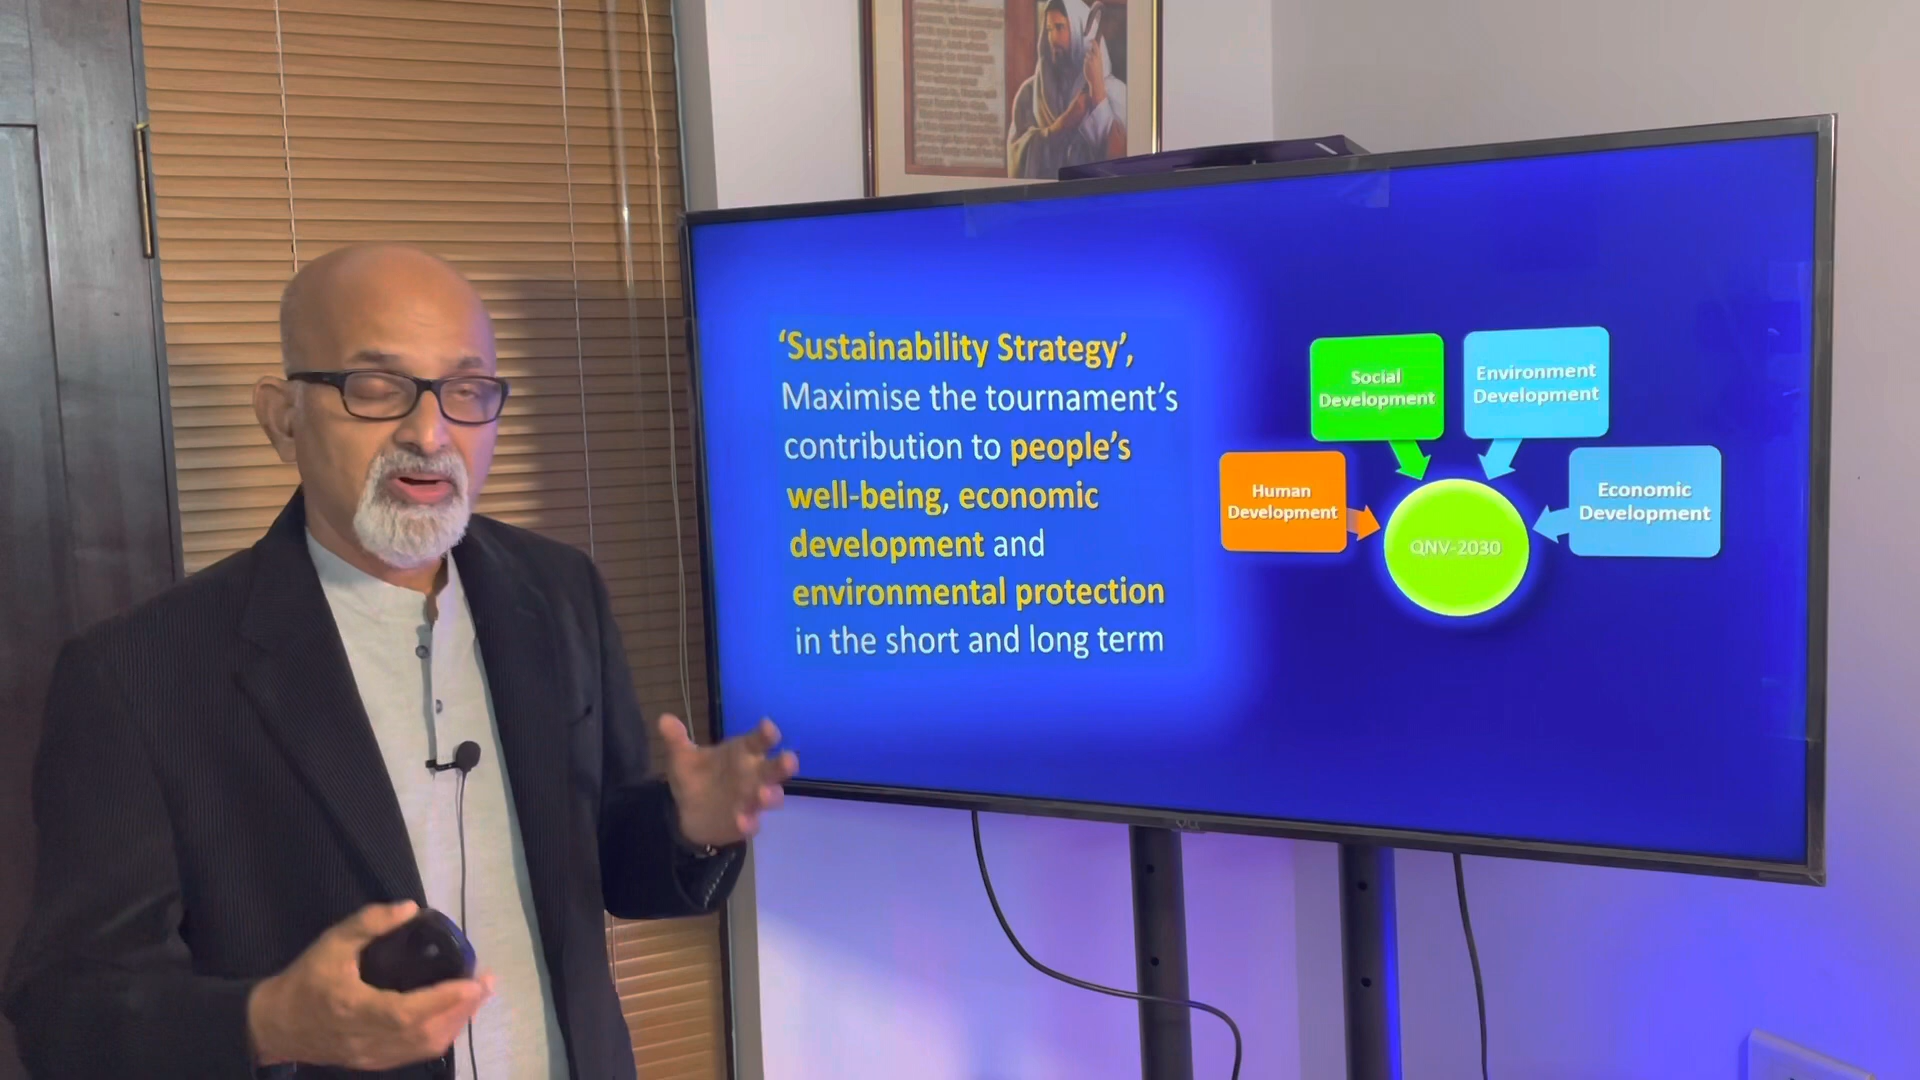 ‘Sustainability Strategy’,
Maximise the tournament’s
contribution to people’s
well-being, economic
development and
environmental protection
in the short and long term
Social
Development
Environment
Development
Human
Development
Economic
Development
QNV-2030